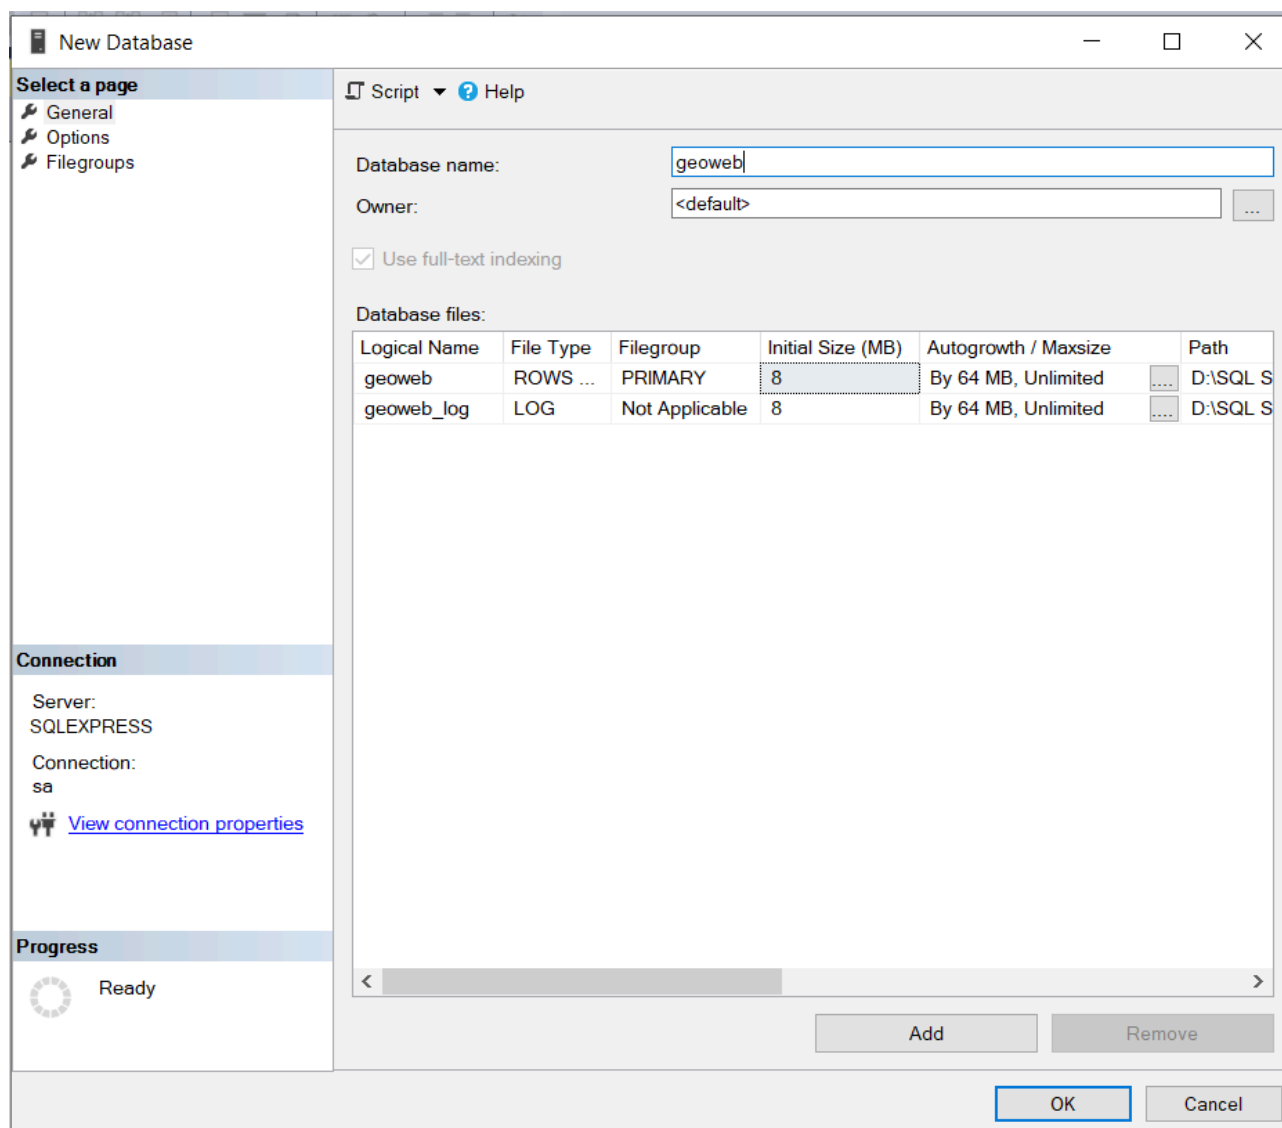 New Database
Select a page
General
Options
Filegroups
Script Help
Database name: geoweb
Owner: <default> ...
Use full-text indexing
Database files:
Logical Name File Type Filegroup Initial Size (MB) Autogrowth / Maxsize Path
geoweb ROWS ... PRIMARY 8 By 64 MB, Unlimited .... D:\SQL S
geoweb_log LOG Not Applicable 8 By 64 MB, Unlimited .... D:\SQL S
Connection
Server:
SQLEXPRESS
Connection:
sa
View connection properties
Progress
Ready
Add Remove
OK Cancel